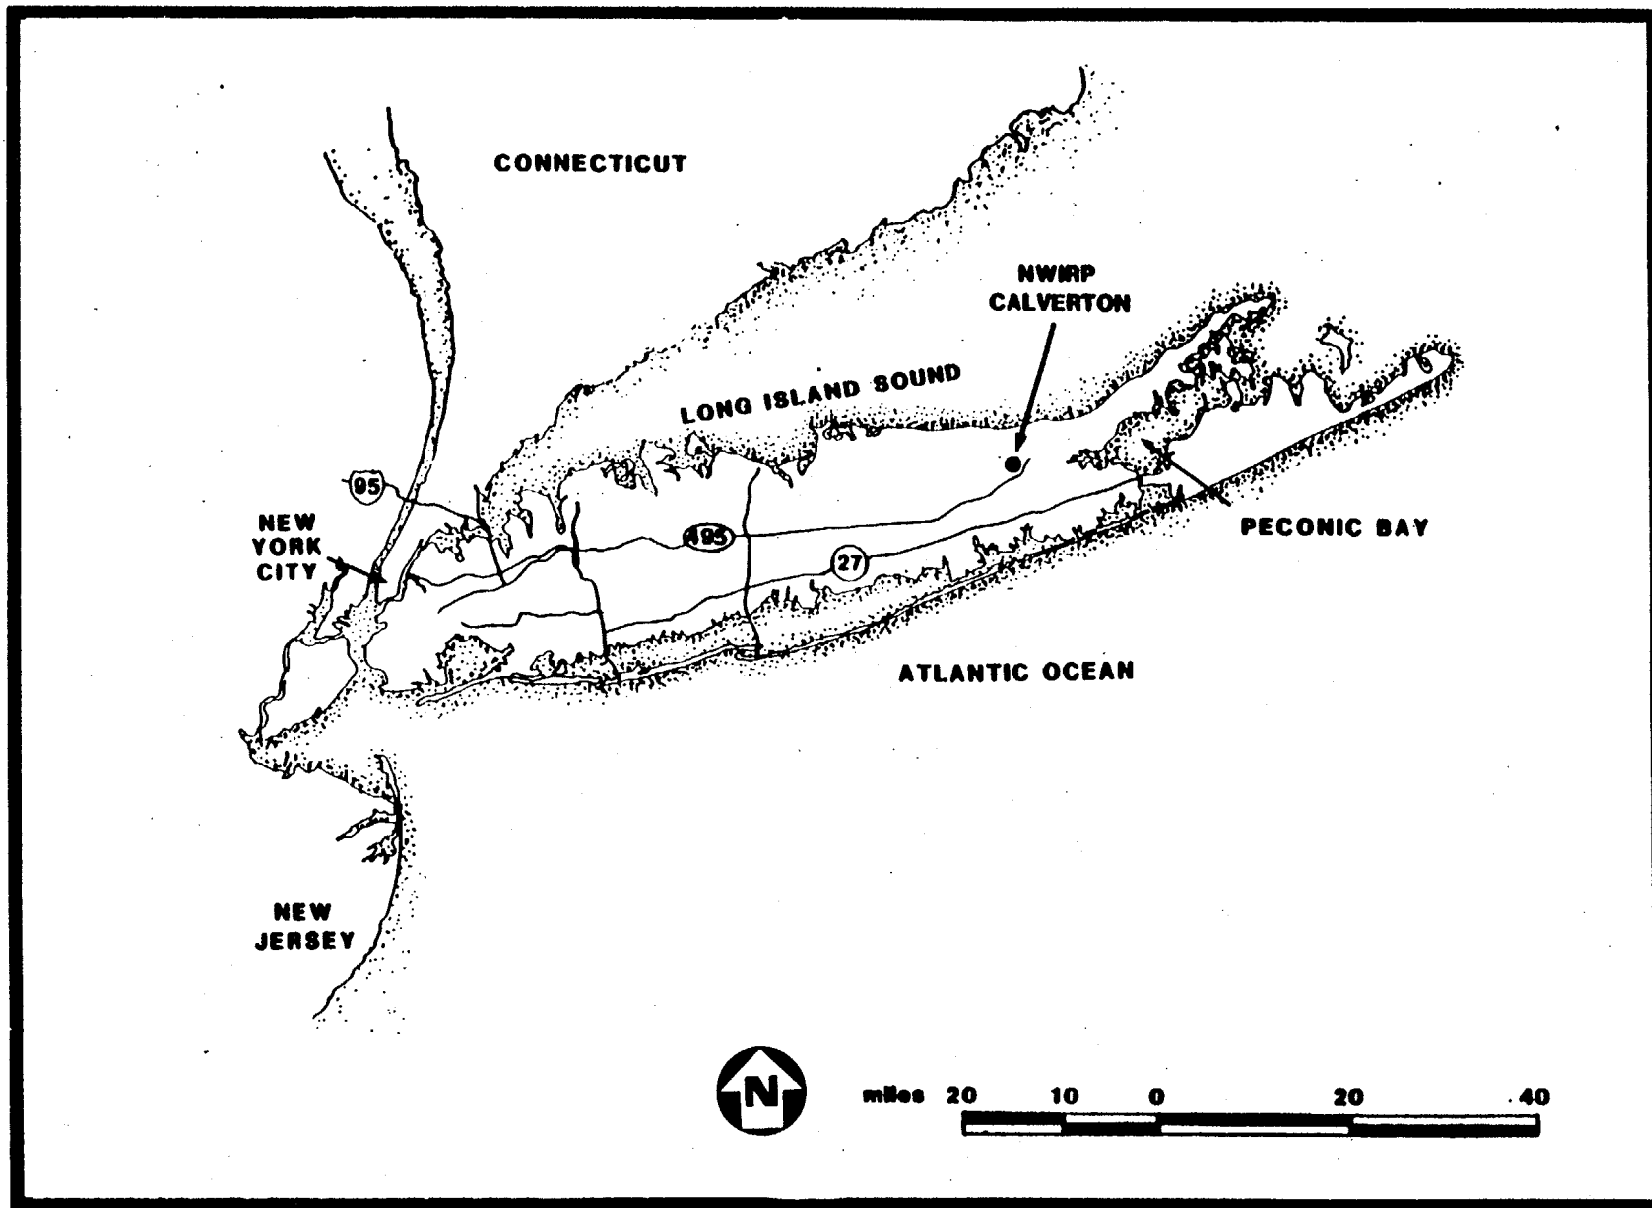 CONNECTICUT
NWIRP
CALVERTON
LONG ISLAND SOUND
95
NEW
YORK
CITY
495
27
PECONIC BAY
ATLANTIC OCEAN
NEW
JERSEY
N
miles 20 10 0 20 40